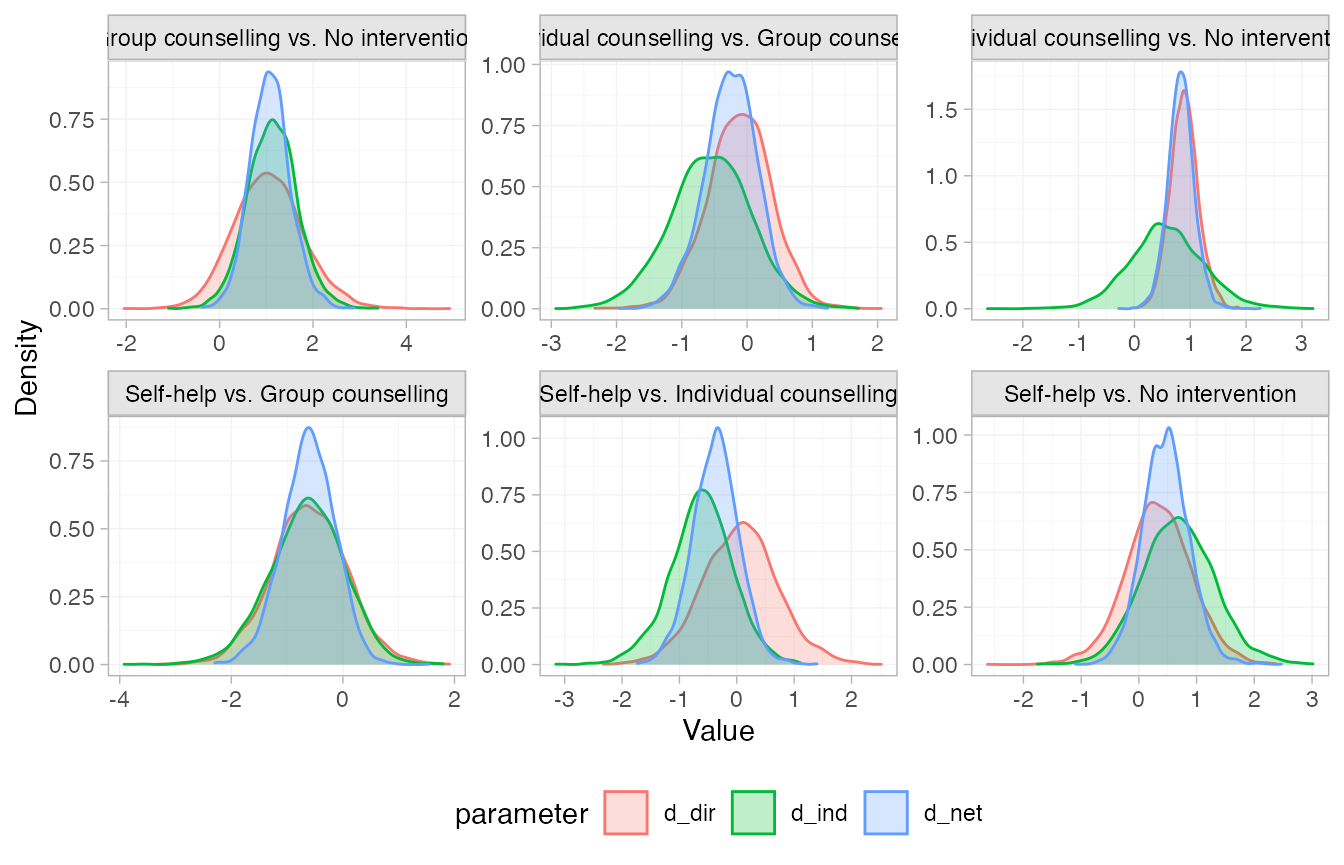 Group counselling vs. No interventio
vidual counselling vs. Group counse
ividual counselling vs. No intervent
0.75
0.50
0.25
0.00
-2 0 2 4
1.00
0.75
0.50
0.25
0.00
-3 -2 -1 0 1 2
1.5
1.0
0.5
0.0
-2 -1 0 1 2 3
Density
Self-help vs. Group counselling
Self-help vs. Individual counselling
Self-help vs. No intervention
0.75
0.50
0.25
0.00
-4 -2 0 2
1.00
0.75
0.50
0.25
0.00
-3 -2 -1 0 1 2
1.00
0.75
0.50
0.25
0.00
-2 -1 0 1 2 3
Value
parameter d_dir d_ind d_net